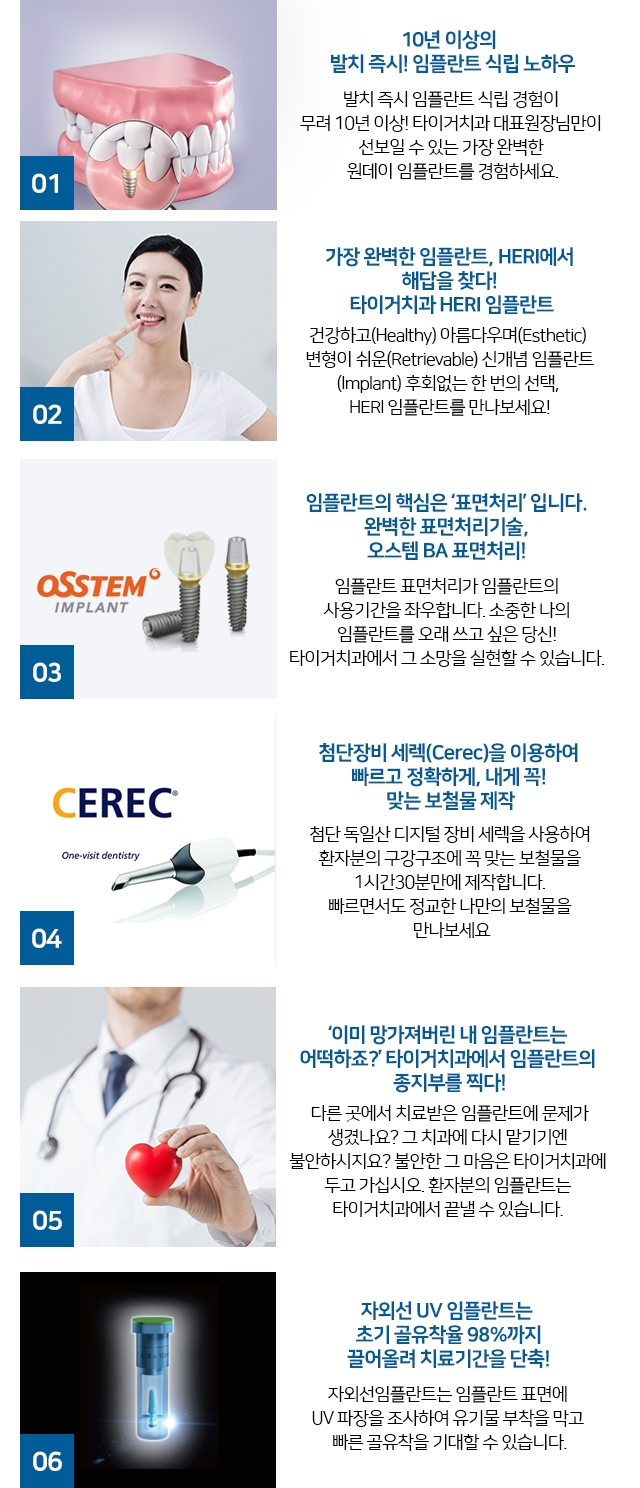 10년 이상의
발치 즉시! 임플란트 식립 노하우
발치 즉시 임플란트 식립 경험이
무려 10년 이상! 타이거치과 대표원장님만이
선보일 수 있는 가장 완벽한
원데이 임플란트를 경험하세요.
01
가장 완벽한 임플란트, HERI에서
해답을 찾다!
타이거치과 HERI 임플란트
건강하고(Healthy) 아름다우며(Esthetic)
변형이 쉬운(Retrievable) 신개념 임플란트
(Implant) 후회없는 한 번의 선택,
HERI 임플란트를 만나보세요!
02
임플란트의 핵심은 ‘표면처리’ 입니다.
완벽한 표면처리기술,
오스템 BA 표면처리!
임플란트 표면처리가 임플란트의
사용기간을 좌우합니다. 소중한 나의
임플란트를 오래 쓰고 싶은 당신!
타이거치과에서 그 소망을 실현할 수 있습니다.
OSSTEM
IMPLANT
03
첨단장비 세렉(Cerec)을 이용하여
빠르고 정확하게, 내게 꼭!
맞는 보철물 제작
첨단 독일산 디지털 장비 세렉을 사용하여
환자분의 구강구조에 꼭 맞는 보철물을
1시간30분만에 제작합니다.
빠르면서도 정교한 나만의 보철물을
만나보세요
CEREC®
One-visit dentistry
04
‘이미 망가져버린 내 임플란트는
어떡하죠?’ 타이거치과에서 임플란트의
종지부를 찍다!
다른 곳에서 치료받은 임플란트에 문제가
생겼나요? 그 치과에 다시 맡기기엔
불안하시지요? 불안한 그 마음은 타이거치과에
두고 가십시오. 환자분의 임플란트는
타이거치과에서 끝낼 수 있습니다.
05
자외선 UV 임플란트는
초기 골유착율 98%까지
끌어올려 치료기간을 단축!
자외선임플란트는 임플란트 표면에
UV 파장을 조사하여 유기물 부착을 막고
빠른 골유착을 기대할 수 있습니다.
06